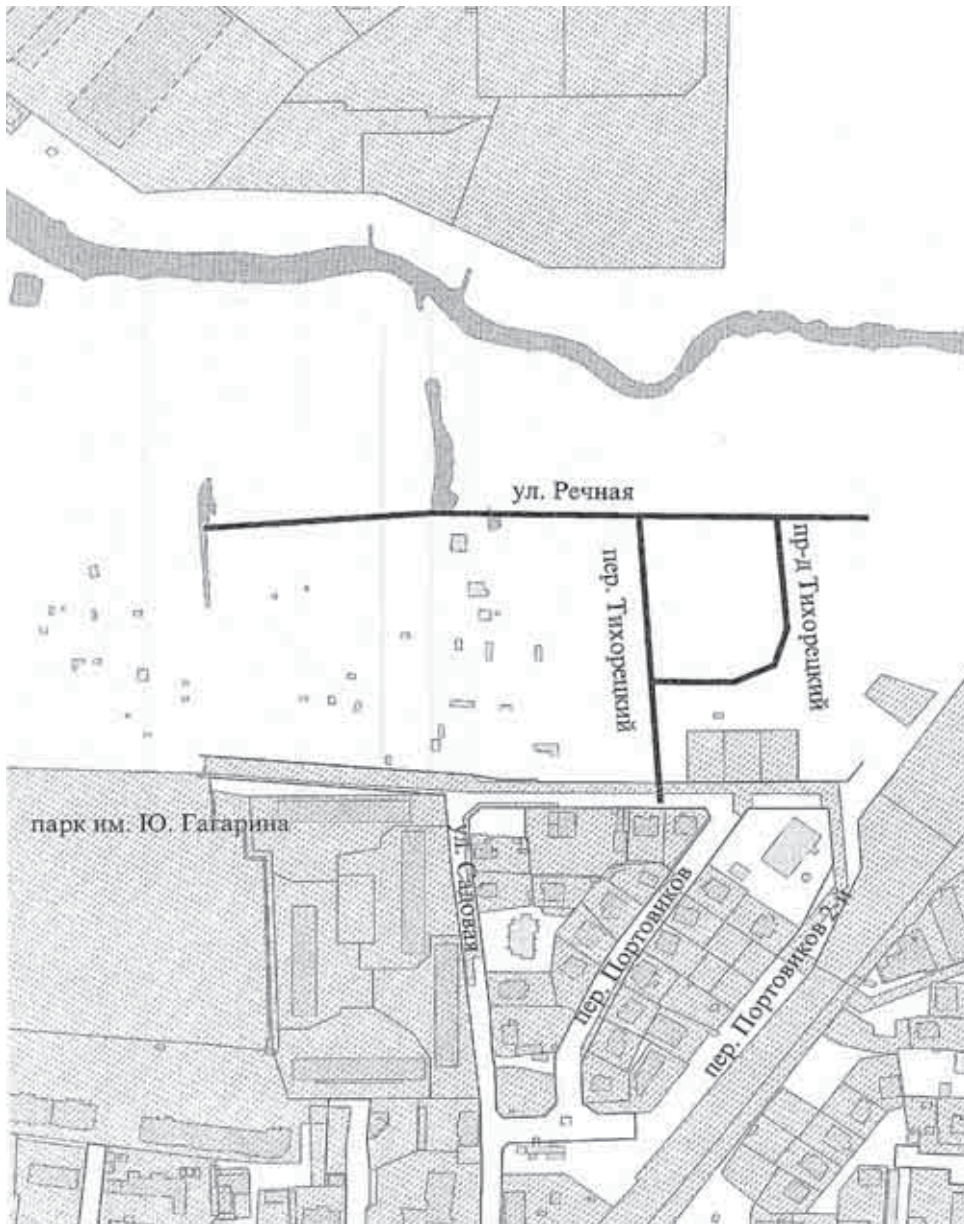 ул. Речная
пер. Тихорецкий
пр-д Тихорецкий
парк им. Ю. Гагарина
ул. Садовая
пер. Портовиков
пер. Портовиков 2-й